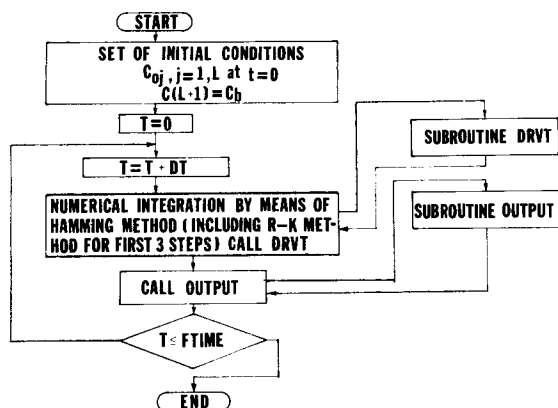 START
SET OF INITIAL CONDITIONS
Coj, j=1, L at t=0
C(L+1)=Cb
T=0
T=T+DT
NUMERICAL INTEGRATION BY MEANS OF
HAMMING METHOD (INCLUDING R-K MET-
HOD FOR FIRST 3 STEPS) CALL DRVT
SUBROUTINE DRVT
SUBROUTINE OUTPUT
CALL OUTPUT
T≤FTIME
END